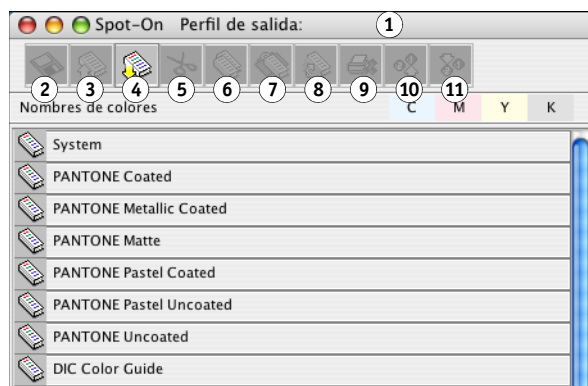 Spot-On Perfil de salida: 1
2 3 4 5 6 7 8 9 10 11
Nombres de colores C M Y K
System
PANTONE Coated
PANTONE Metallic Coated
PANTONE Matte
PANTONE Pastel Coated
PANTONE Pastel Uncoated
PANTONE Uncoated
DIC Color Guide